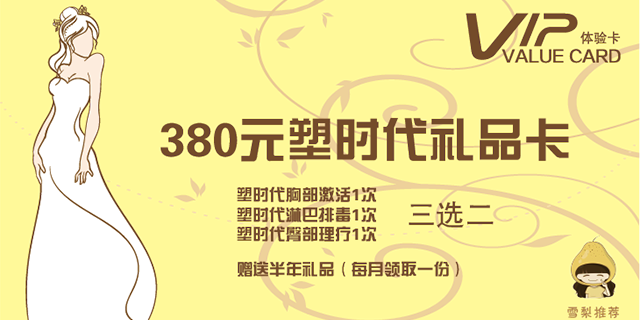 VIP 体验卡
VALUE CARD
380元塑时代礼品卡
塑时代胸部激活1次
塑时代淋巴排毒1次
塑时代臀部理疗1次
三选二
赠送半年礼品（每月领取一份）
雪梨推荐